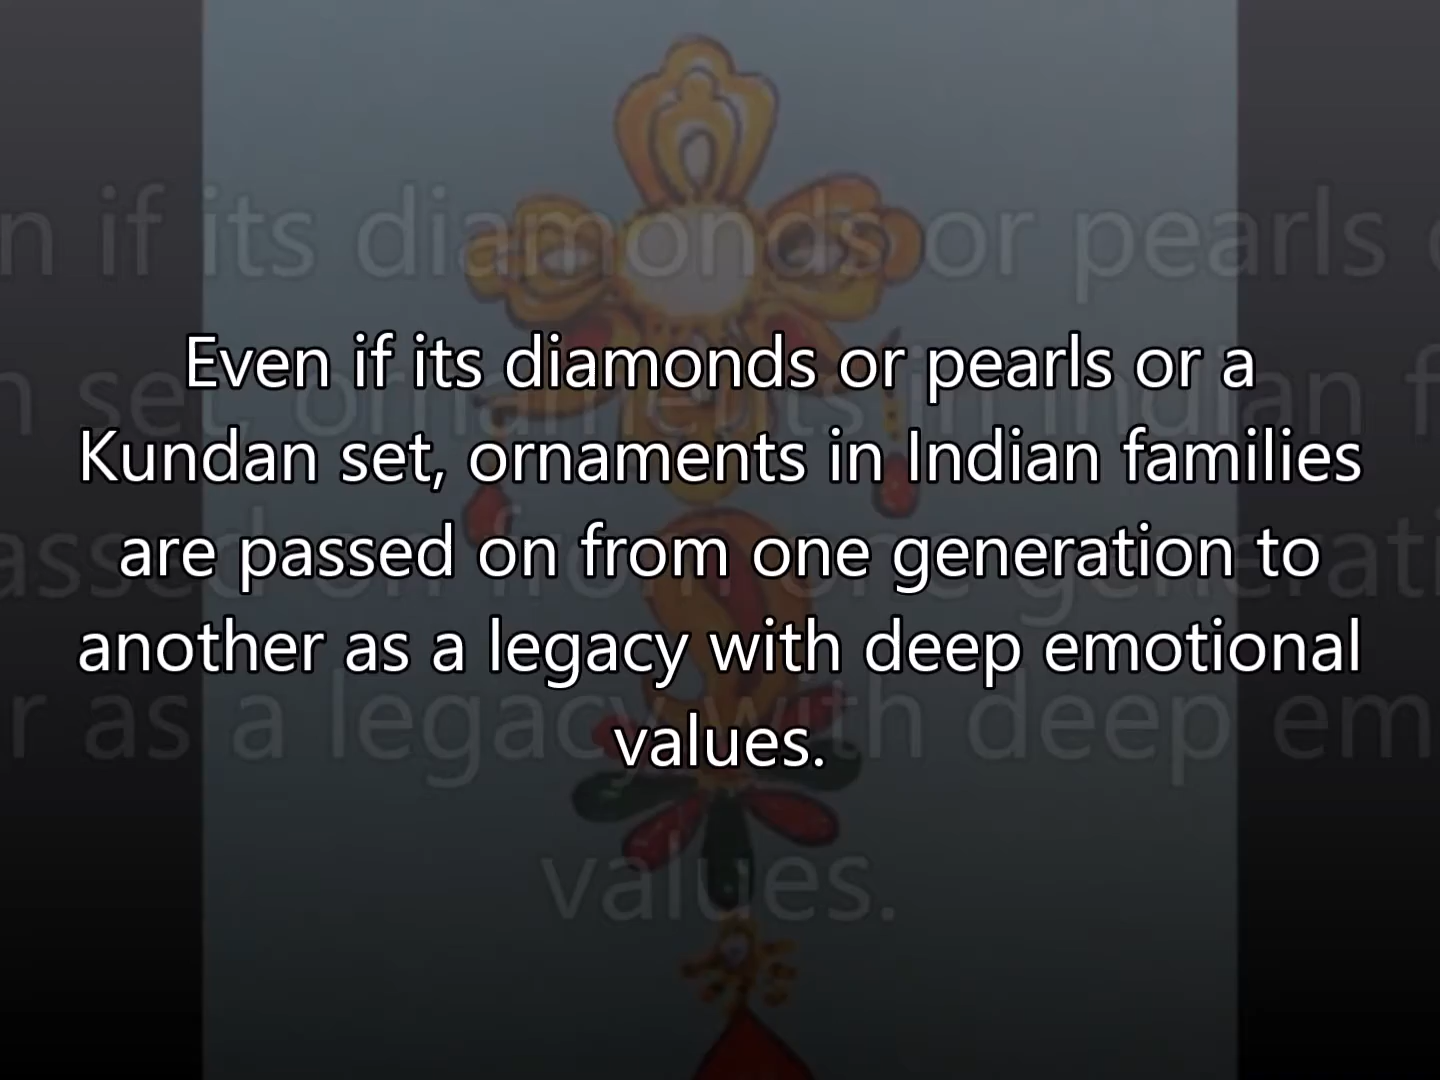 Even if its diamonds or pearls or a
Kundan set, ornaments in Indian families
are passed on from one generation to
another as a legacy with deep emotional
values.